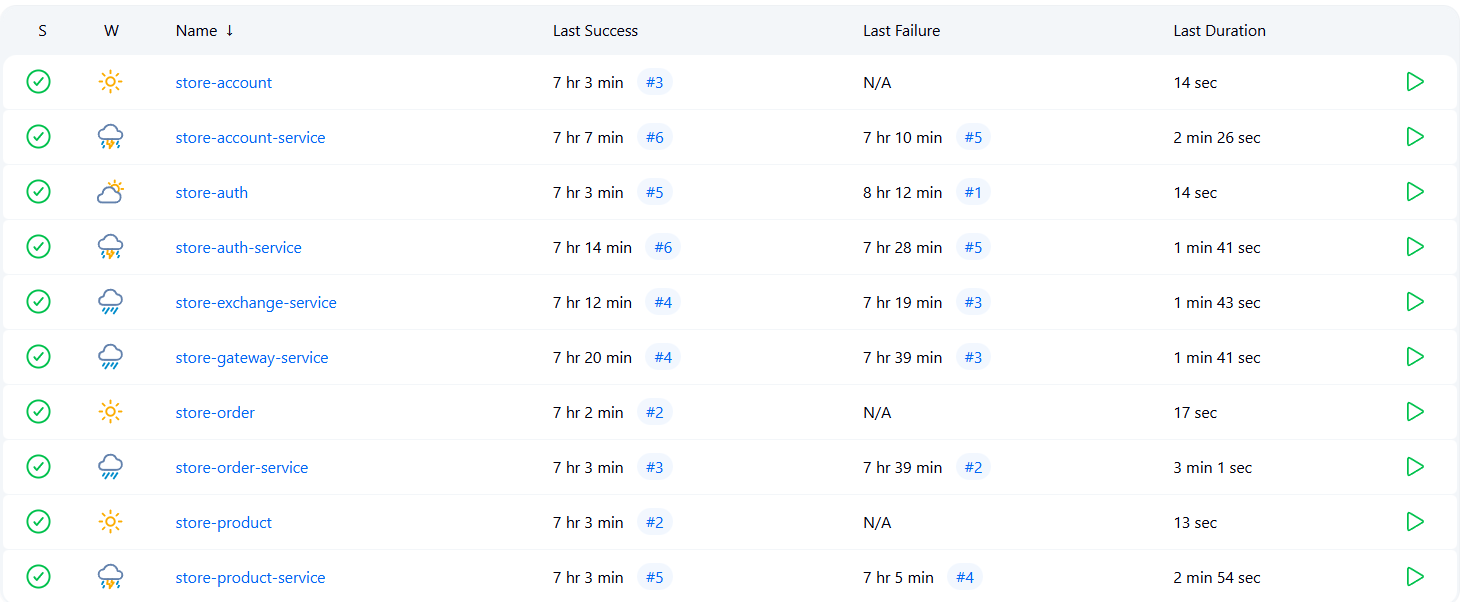 S W Name ↓ Last Success Last Failure Last Duration
store-account 7 hr 3 min #3 N/A 14 sec
store-account-service 7 hr 7 min #6 7 hr 10 min #5 2 min 26 sec
store-auth 7 hr 3 min #5 8 hr 12 min #1 14 sec
store-auth-service 7 hr 14 min #6 7 hr 28 min #5 1 min 41 sec
store-exchange-service 7 hr 12 min #4 7 hr 19 min #3 1 min 43 sec
store-gateway-service 7 hr 20 min #4 7 hr 39 min #3 1 min 41 sec
store-order 7 hr 2 min #2 N/A 17 sec
store-order-service 7 hr 3 min #3 7 hr 39 min #2 3 min 1 sec
store-product 7 hr 3 min #2 N/A 13 sec
store-product-service 7 hr 3 min #5 7 hr 5 min #4 2 min 54 sec